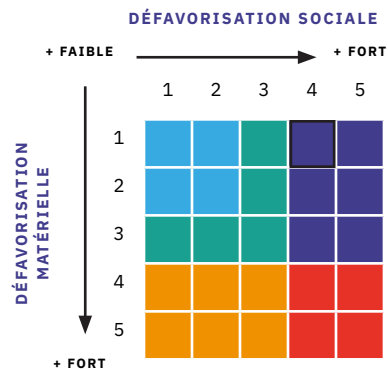 DÉFAVORISATION SOCIALE
+ FAIBLE
+ FORT
1 2 3 4 5
DÉFAVORISATION
MATÉRIELLE
1
2
3
4
5
+ FORT